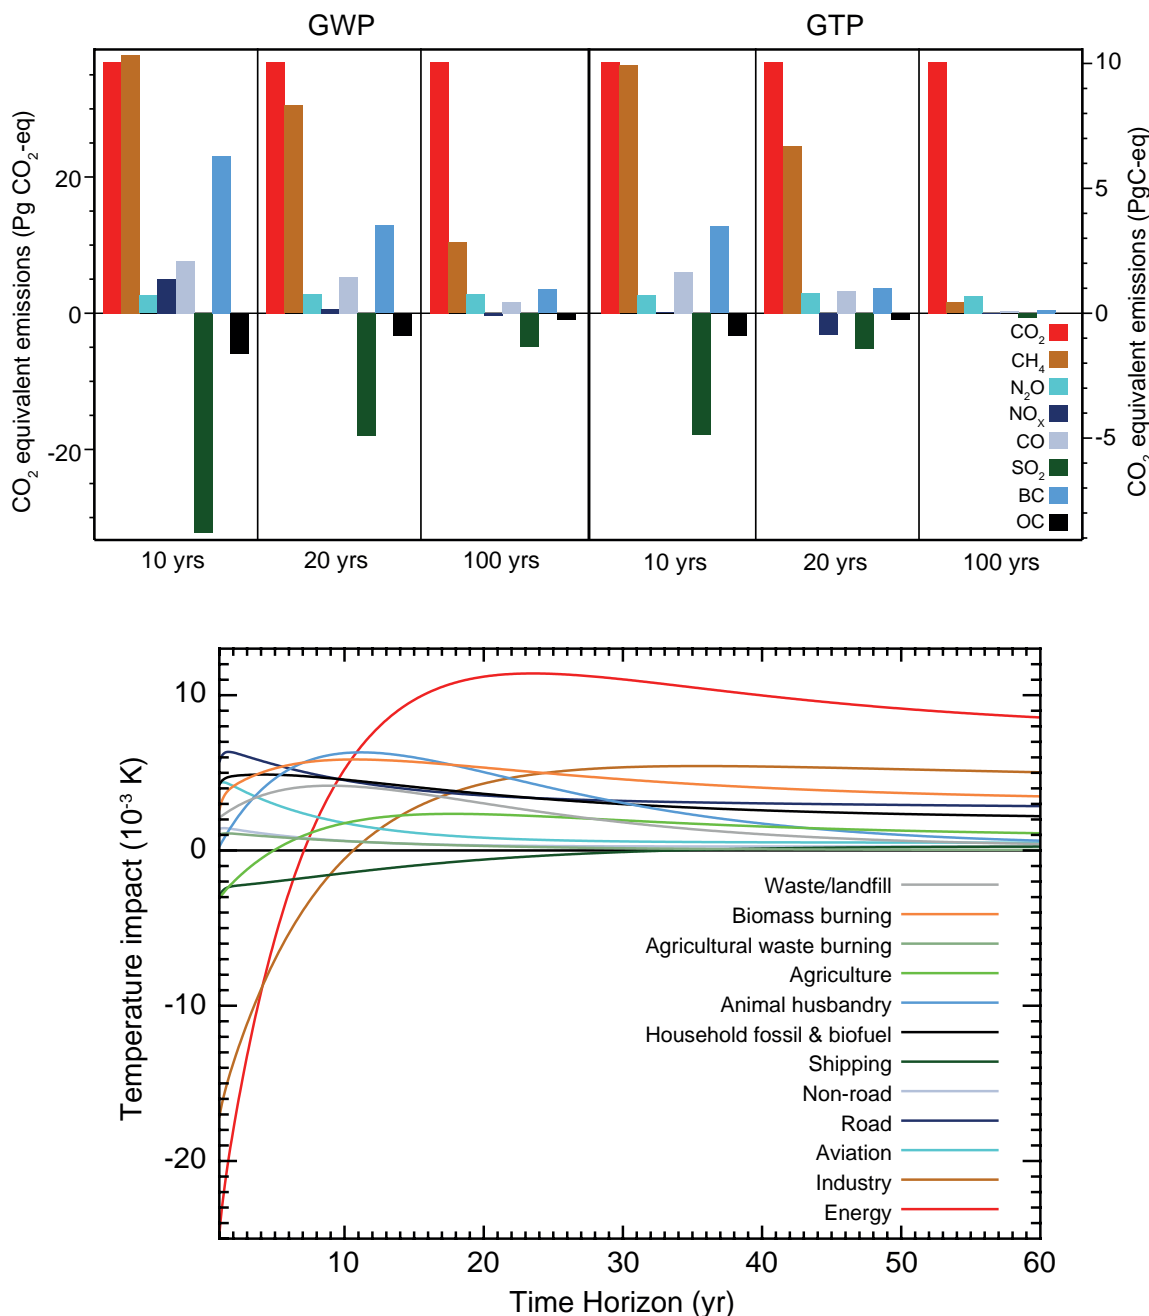 GWP GTP
CO₂ equivalent emissions (Pg CO₂-eq)
20
0
-20
10
5
0
-5
CO₂ equivalent emissions (PgC-eq)
CO₂
CH₄
N₂O
NOₓ
CO
SO₂
BC
OC
10 yrs 20 yrs 100 yrs 10 yrs 20 yrs 100 yrs
Temperature impact (10⁻³ K)
10
0
-10
-20
Waste/landfill
Biomass burning
Agricultural waste burning
Agriculture
Animal husbandry
Household fossil & biofuel
Shipping
Non-road
Road
Aviation
Industry
Energy
10 20 30 40 50 60
Time Horizon (yr)